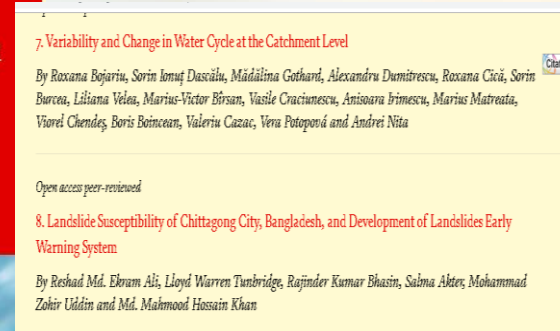 7. Variability and Change in Water Cycle at the Catchment Level
By Roxana Bojariu, Sorin Ionuț Dascălu, Mădălina Gothard, Alexandru Dumitrescu, Roxana Cică, Sorin
Burcea, Liliana Velea, Marius-Victor Bîrsan, Vasile Craciunescu, Anisoara Irimescu, Marius Matreata,
Viorel Chendeş, Boris Boincean, Valeriu Cazac, Vera Potopová and Andrei Nita
Citat
Open access peer-reviewed
8. Landslide Susceptibility of Chittagong City, Bangladesh, and Development of Landslides Early
Warning System
By Reshad Md. Ekram Ali, Lloyd Warren Tunbridge, Rajinder Kumar Bhasin, Salma Akter, Mohammad
Zohir Uddin and Md. Mahmood Hossain Khan